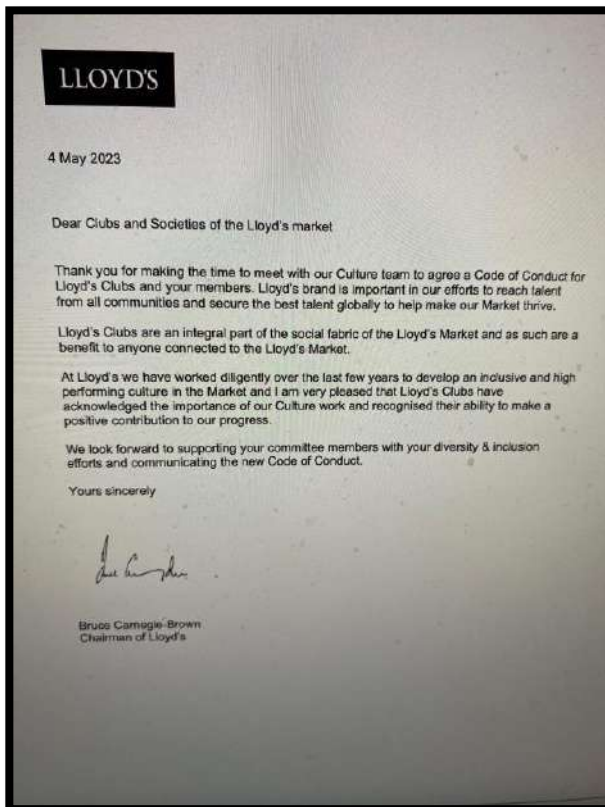 LLOYD'S
4 May 2023
Dear Clubs and Societies of the Lloyd's market
Thank you for making the time to meet with our Culture team to agree a Code of Conduct for
Lloyd's Clubs and your members. Lloyd's brand is important in our efforts to reach talent
from all communities and secure the best talent globally to help make our Market thrive.
Lloyd's Clubs are an integral part of the social fabric of the Lloyd's Market and as such are a
benefit to anyone connected to the Lloyd's Market.
At Lloyd's we have worked diligently over the last few years to develop an inclusive and high
performing culture in the Market and I am very pleased that Lloyd's Clubs have
acknowledged the importance of our Culture work and recognised their ability to make a
positive contribution to our progress.
We look forward to supporting your committee members with your diversity & inclusion
efforts and communicating the new Code of Conduct.
Yours sincerely
Bruce Carnegie-Brown
Chairman of Lloyd's